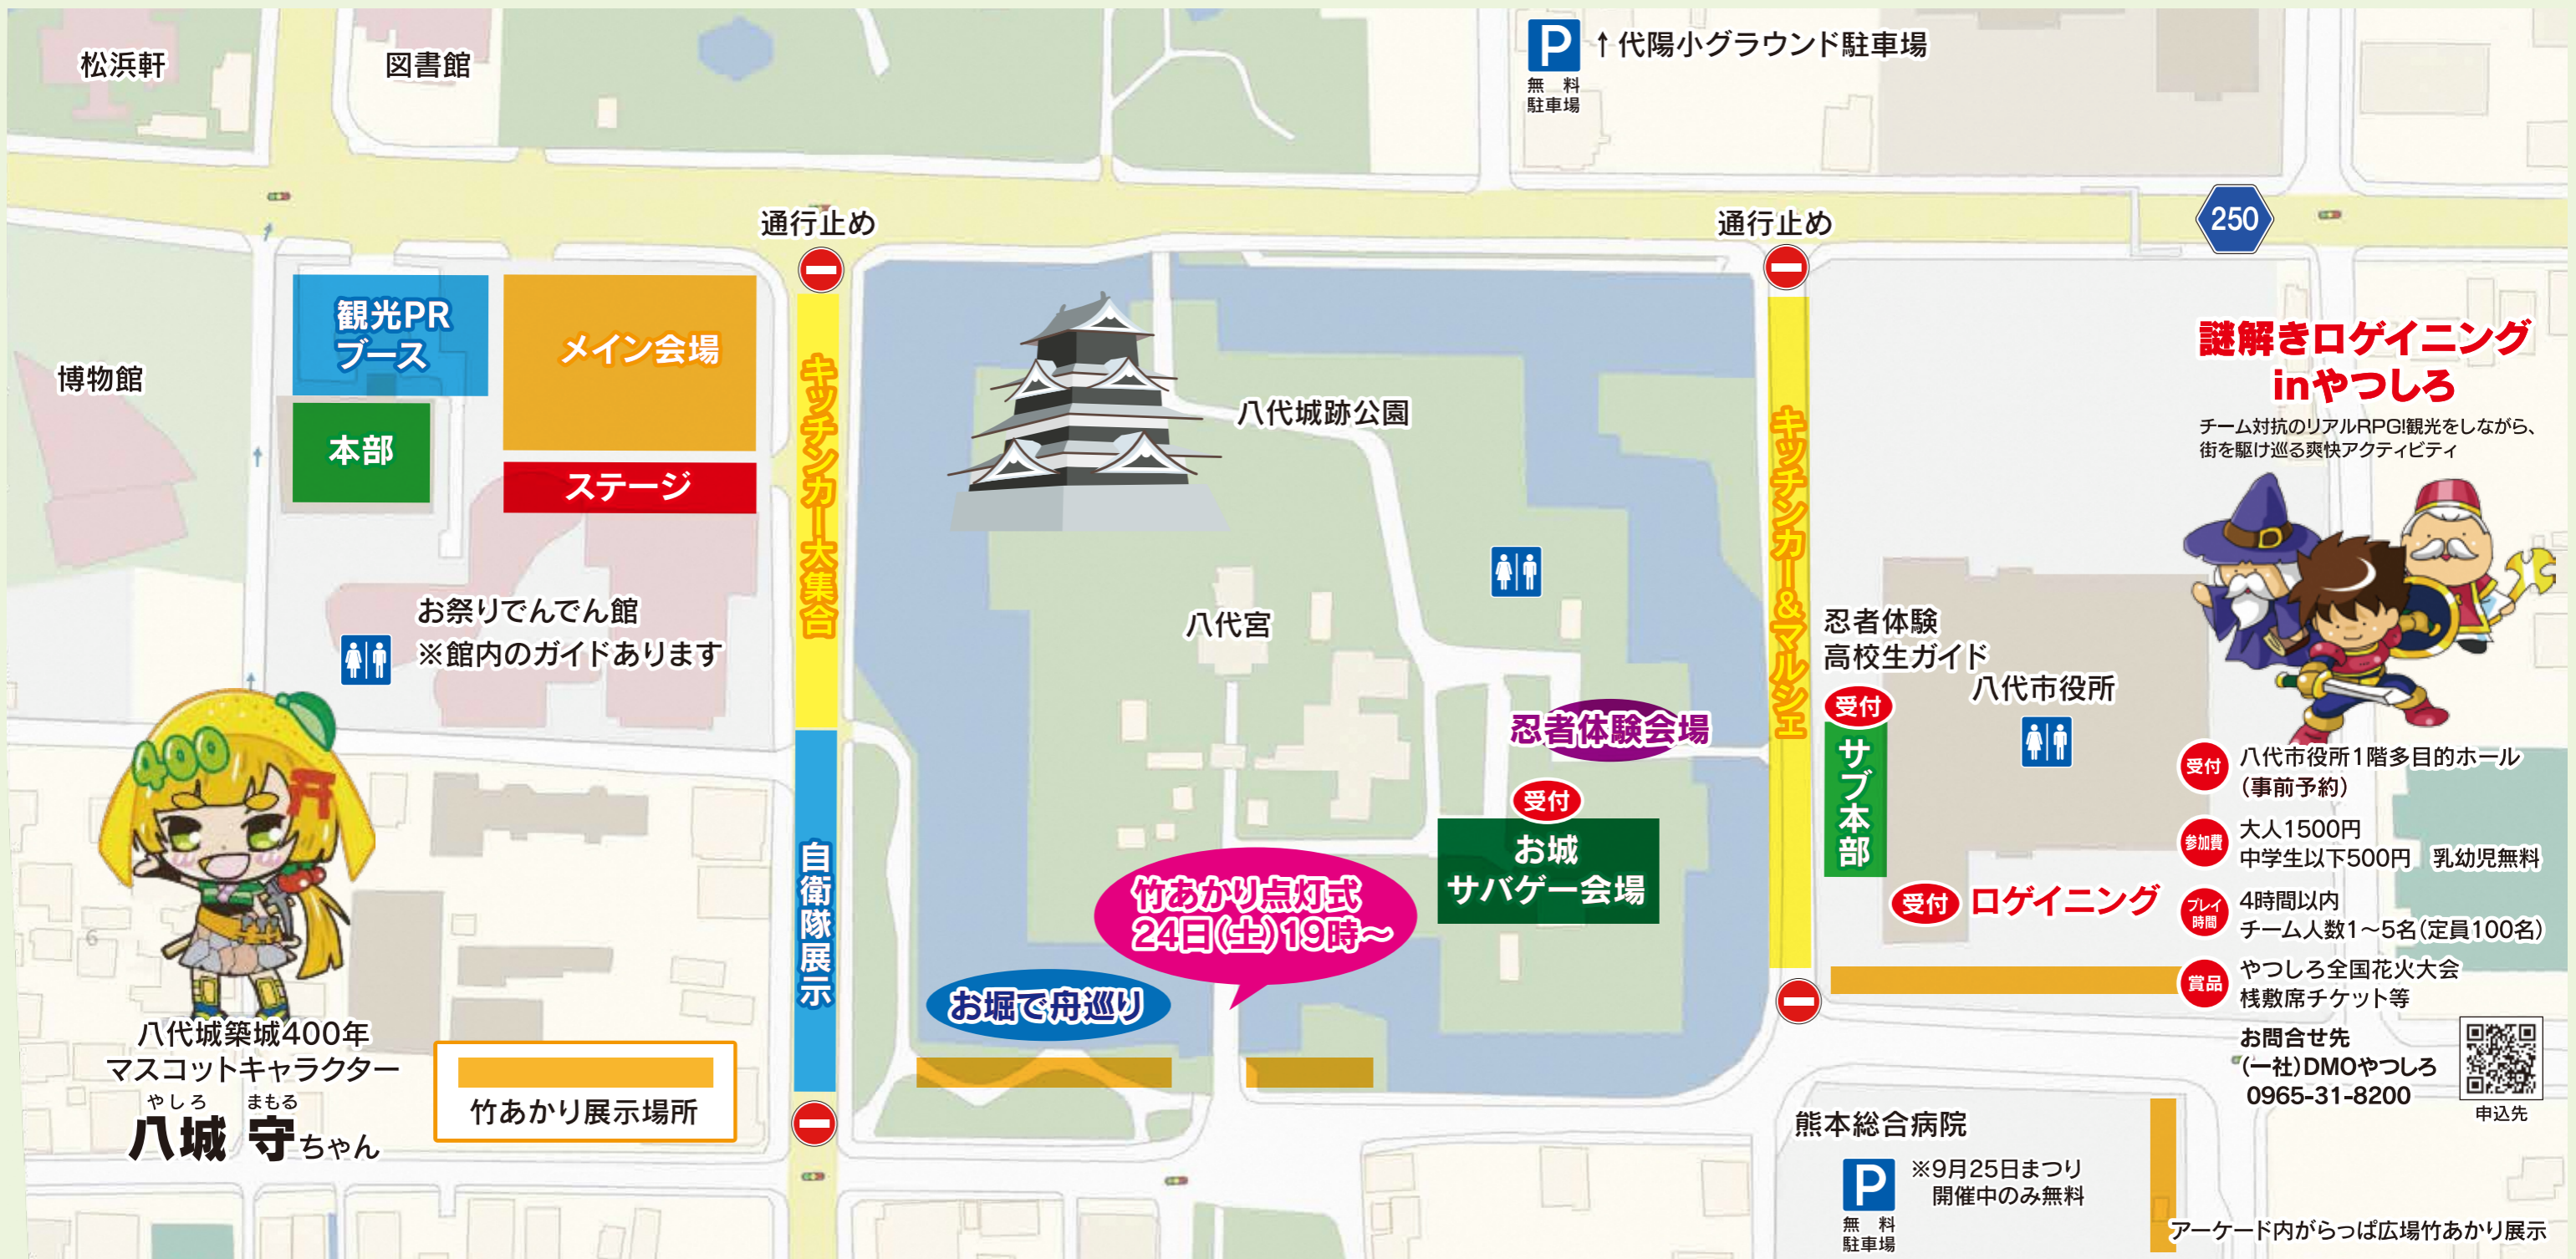 松浜軒
図書館
P
無料
駐車場
↑代陽小グラウンド駐車場
通行止め
通行止め
250
観光PR
ブース
メイン会場
本部
ステージ
博物館
キッチンカー大集合
八代城跡公園
キッチンカー&マルシェ
謎解きロゲイニング
inやつしろ
チーム対抗のリアルRPG!観光をしながら、
街を駆け巡る爽快アクティビティ
お祭りでんでん館
※館内のガイドあります
八代宮
忍者体験
高校生ガイド
受付
サブ本部
八代市役所
忍者体験会場
受付
お城
サバゲー会場
受付 ロゲイニング
受付 八代市役所1階多目的ホール
(事前予約)
参加費 大人1500円
中学生以下500円 乳幼児無料
プレイ
時間
4時間以内
チーム人数1～5名(定員100名)
賞品 やつしろ全国花火大会
桟敷席チケット等
お問合せ先
(一社)DMOやつしろ
0965-31-8200
申込先
自衛隊展示
竹あかり点灯式
24日(土)19時～
お堀で舟巡り
400
6
八代城築城400年
マスコットキャラクター
やしろ まもる
八城 守ちゃん
竹あかり展示場所
熊本総合病院
P
無料
駐車場
※9月25日まつり
開催中のみ無料
アーケード内がらっぱ広場竹あかり展示